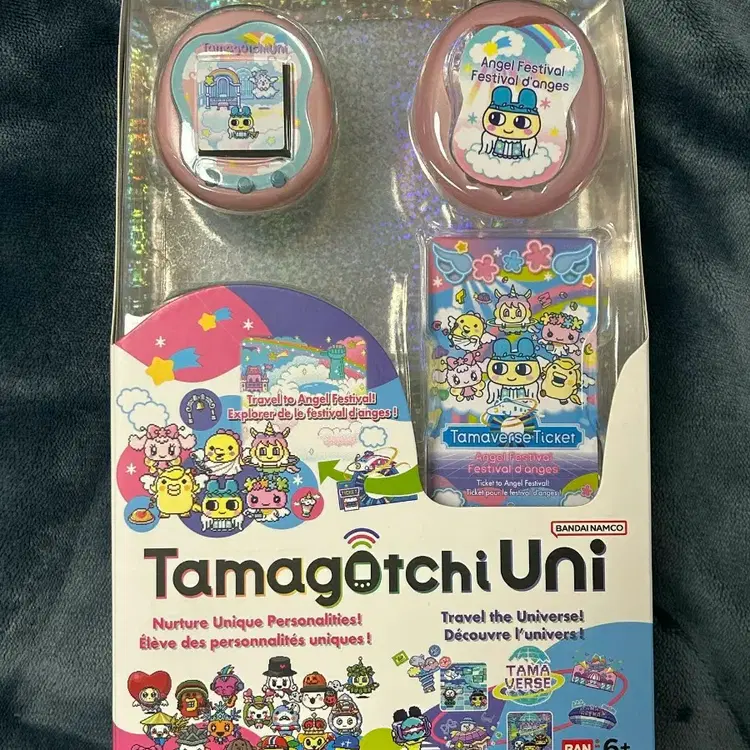 TamagotchiUni
Angel Festival
Festival d'anges
Travel to Angel Festival!
Explorer de le festival d'anges !
TICKET
Tamaverse Ticket
Angel Festival
Festival d'anges
Ticket to Angel Festival!
Ticket pour le festival d'anges!
BANDAI NAMCO
Tamagotchi Uni
Nurture Unique Personalities!
Élève des personnalités uniques !
Travel the Universe!
Découvre l'univers !
TAMA
VERSE
BAN
6+